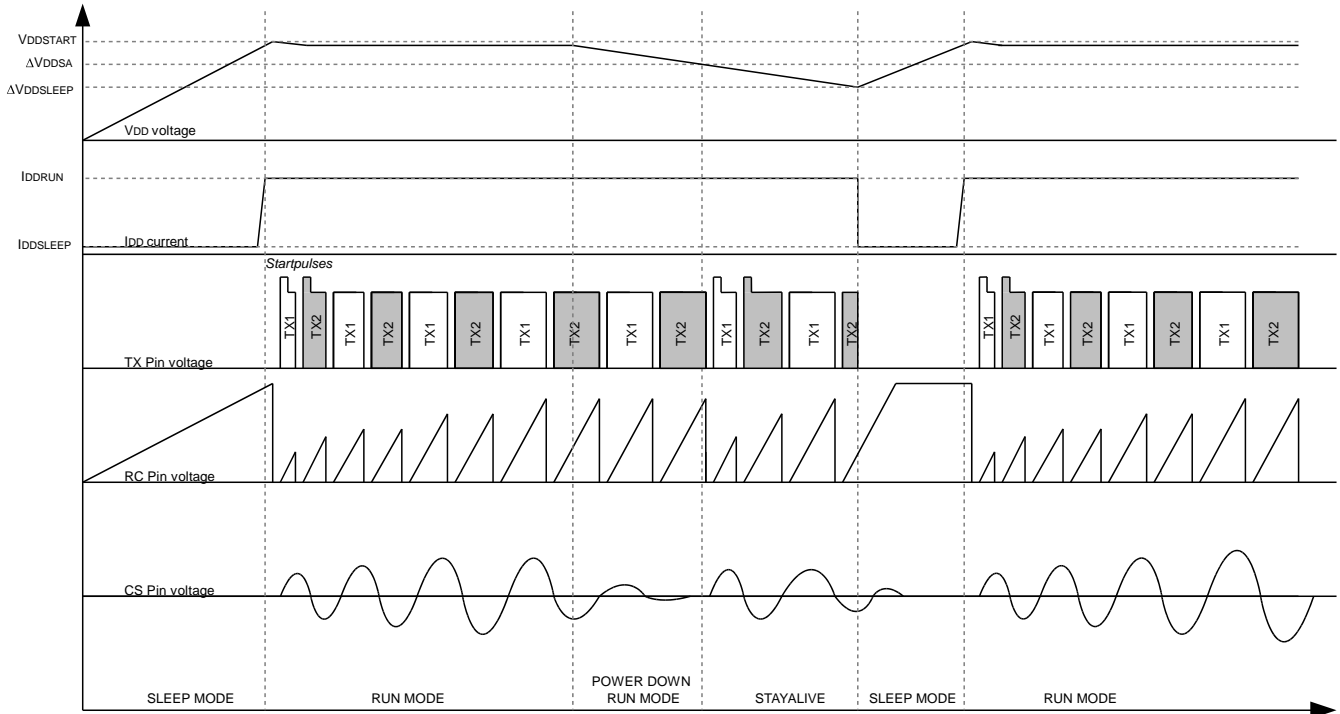 VDDSTART
ΔVDDSA
ΔVDDSLEEP
VDD voltage
IDDRUN
IDDSLEEP
IDD current
Startpulses
TX1 TX2 TX1 TX2 TX1 TX2 TX1 TX2 TX1 TX2 TX1 TX2 TX1 TX2 TX1 TX2 TX1 TX2 TX1 TX2 TX1 TX2
TX Pin voltage
RC Pin voltage
CS Pin voltage
SLEEP MODE
RUN MODE
POWER DOWN
RUN MODE
STAYALIVE
SLEEP MODE
RUN MODE